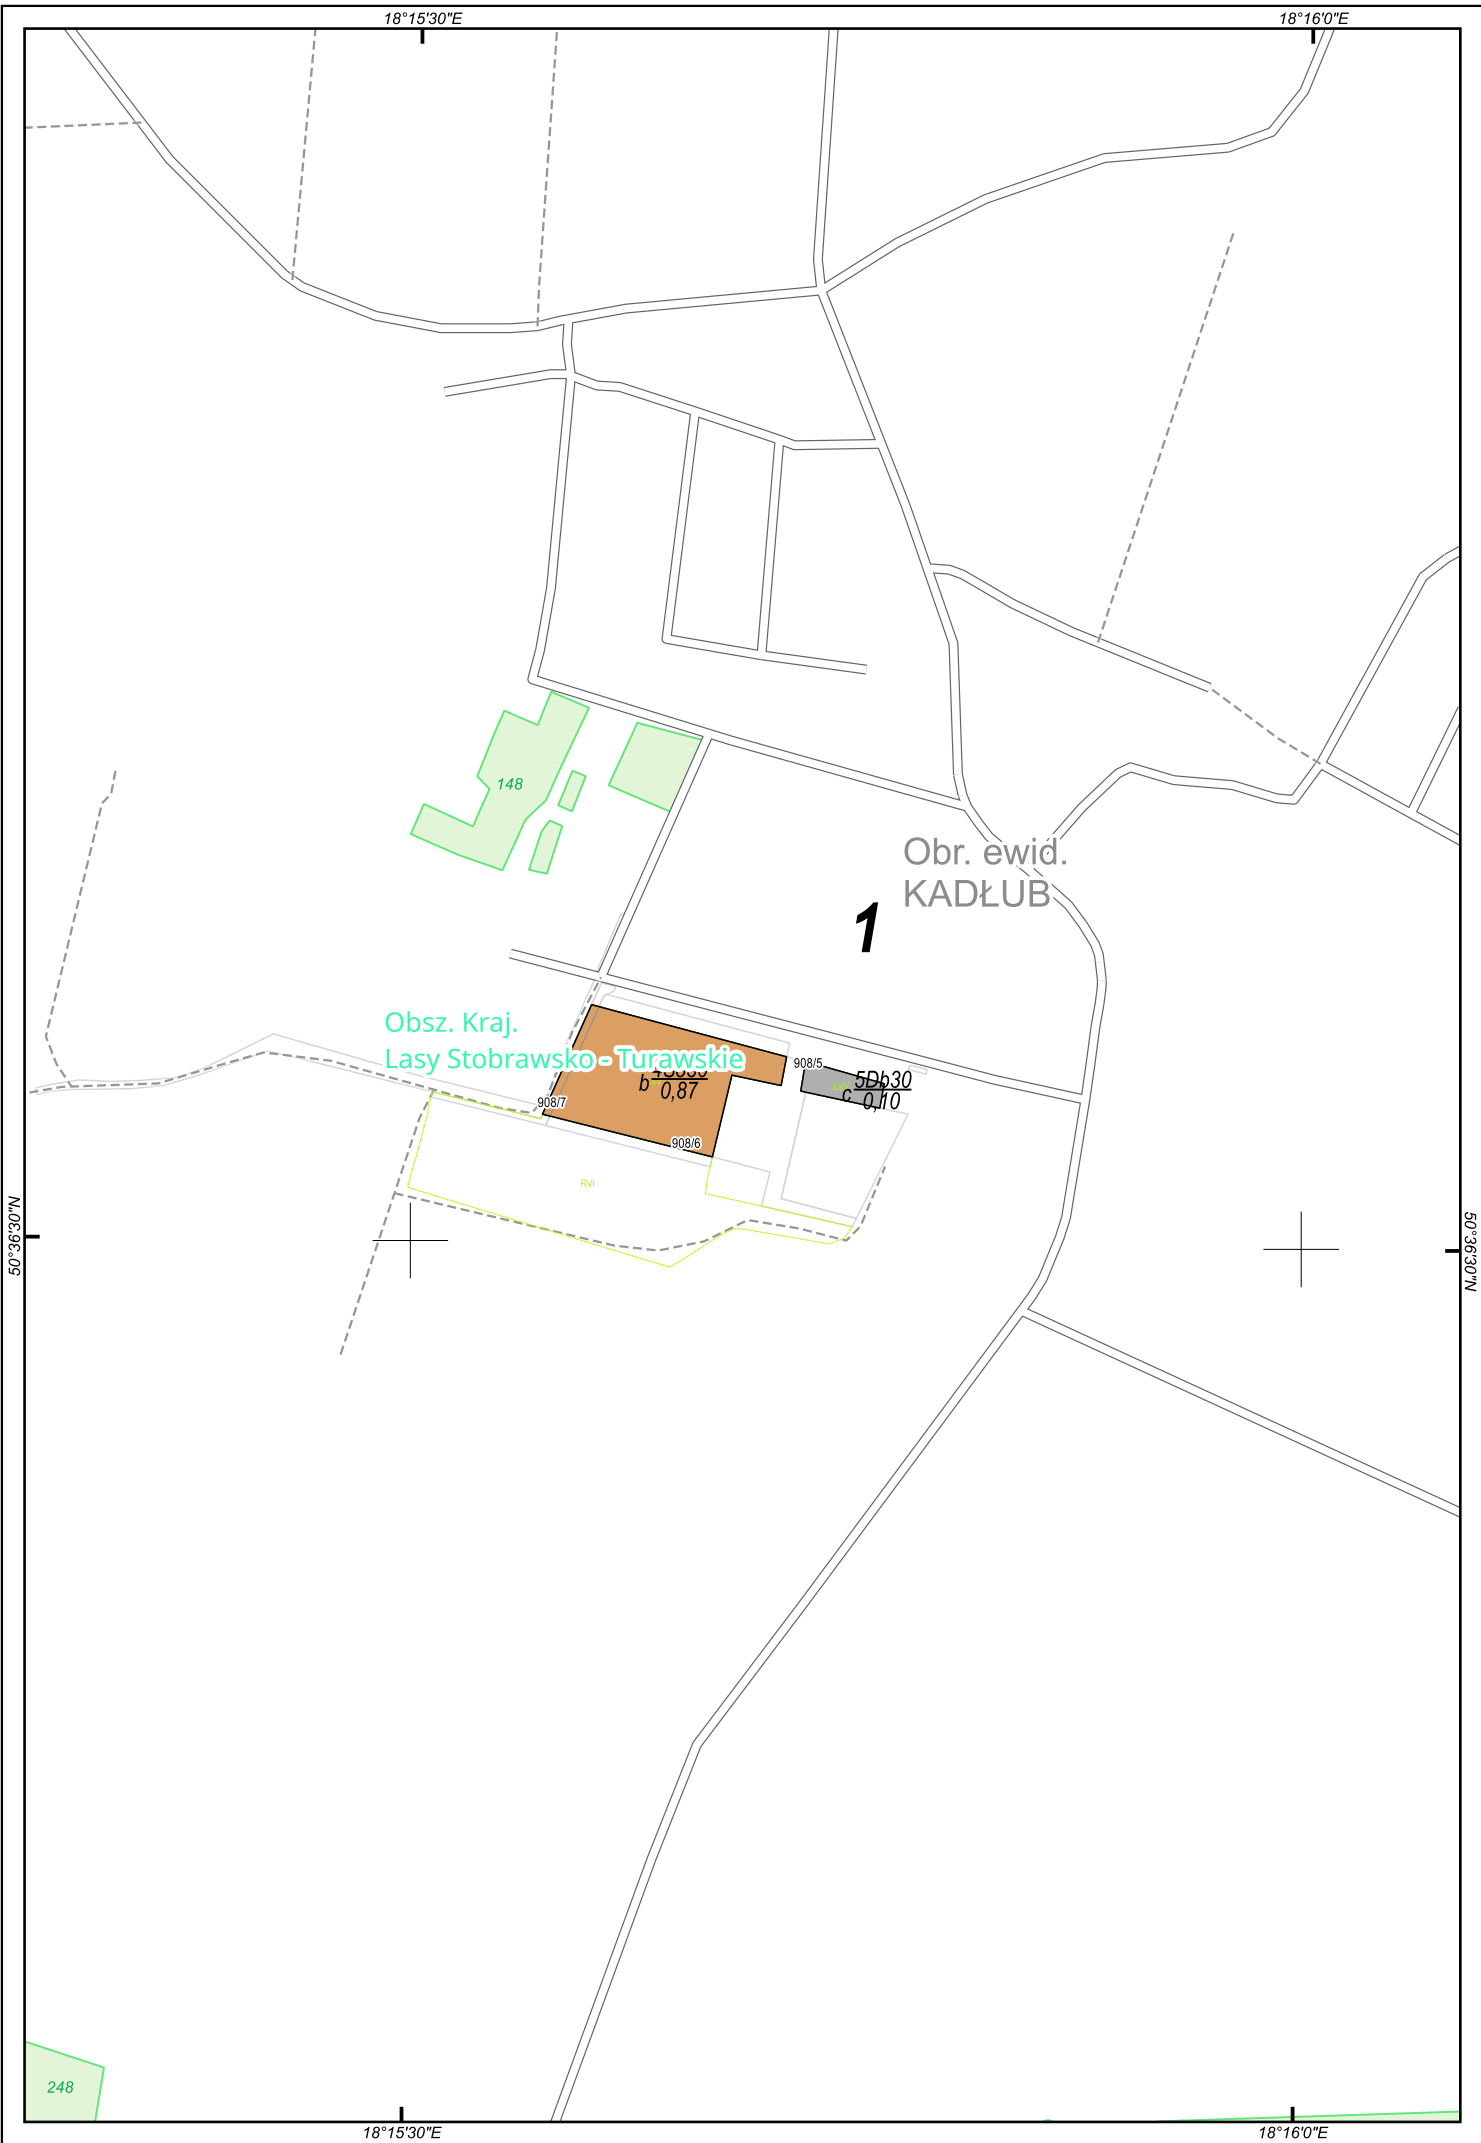 18°15'30"E
18°16'0"E
148
Obr. ewid.
KADŁUB
1
Obsz. Kraj.
Lasy Stobrawsko - Turawskie
908/5
b
0,87
5Db30
c
0,10
908/7
908/6
RVI
50°36'30"N
50°36'30"N
248
18°15'30"E
18°16'0"E